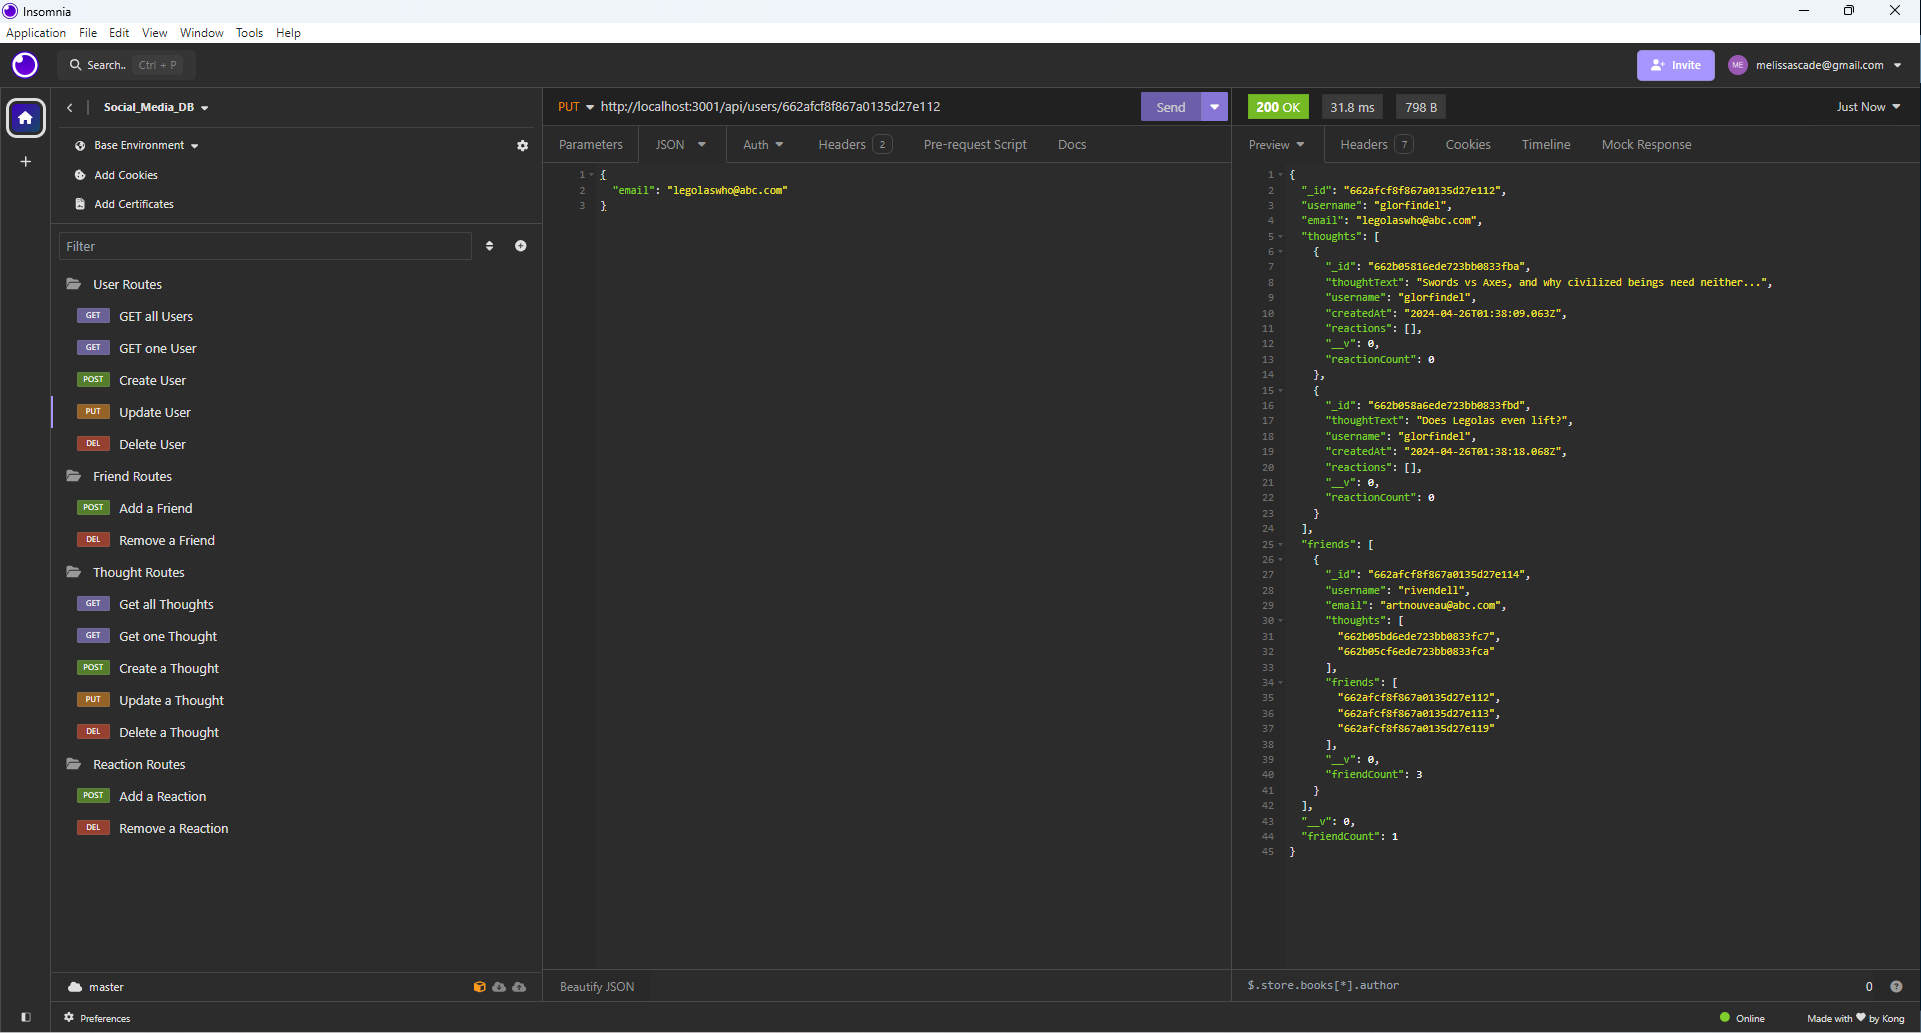 Insomnia
Application File Edit View Window Tools Help
Search.. Ctrl + P
Invite
ME melissascade@gmail.com
Social_Media_DB
Base Environment
Add Cookies
Add Certificates
Filter
User Routes
GET GET all Users
GET GET one User
POST Create User
PUT Update User
DEL Delete User
Friend Routes
POST Add a Friend
DEL Remove a Friend
Thought Routes
GET Get all Thoughts
GET Get one Thought
POST Create a Thought
PUT Update a Thought
DEL Delete a Thought
Reaction Routes
POST Add a Reaction
DEL Remove a Reaction
master
Preferences
PUT http://localhost:3001/api/users/662afcf8f867a0135d27e112
Send
Parameters JSON Auth Headers 2 Pre-request Script Docs
1 {
2 "email": "legolaswho@abc.com"
3 }
Beautify JSON
200 OK 31.8 ms 798 B Just Now
Preview Headers 7 Cookies Timeline Mock Response
1 {
2 "_id": "662afcf8f867a0135d27e112",
3 "username": "glorfindel",
4 "email": "legolaswho@abc.com",
5 "thoughts": [
6 {
7 "_id": "662b05816ede723bb0833fba",
8 "thoughtText": "Swords vs Axes, and why civilized beings need neither...",
9 "username": "glorfindel",
10 "createdAt": "2024-04-26T01:38:09.063Z",
11 "reactions": [],
12 "__v": 0,
13 "reactionCount": 0
14 },
15 {
16 "_id": "662b058a6ede723bb0833fbd",
17 "thoughtText": "Does Legolas even lift?",
18 "username": "glorfindel",
19 "createdAt": "2024-04-26T01:38:18.068Z",
20 "reactions": [],
21 "__v": 0,
22 "reactionCount": 0
23 }
24 ],
25 "friends": [
26 {
27 "_id": "662afcf8f867a0135d27e114",
28 "username": "rivendell",
29 "email": "artnouveau@abc.com",
30 "thoughts": [
31 "662b05bd6ede723bb0833fc7",
32 "662b05cf6ede723bb0833fca"
33 ],
34 "friends": [
35 "662afcf8f867a0135d27e112",
36 "662afcf8f867a0135d27e113",
37 "662afcf8f867a0135d27e119"
38 ],
39 "__v": 0,
40 "friendCount": 3
41 }
42 ],
43 "__v": 0,
44 "friendCount": 1
45 }
$.store.books[*].author 0
Online Made with ♥ by Kong